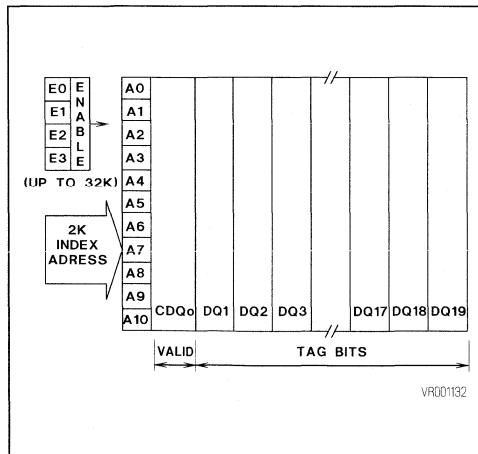 E0
E1
E2
E3
ENABLE
(UP TO 32K)
2K
INDEX
ADRESS
A0
A1
A2
A3
A4
A5
A6
A7
A8
A9
A10
CDQo DQ1 DQ2 DQ3 DQ17 DQ18 DQ19
VALID TAG BITS
VR001132